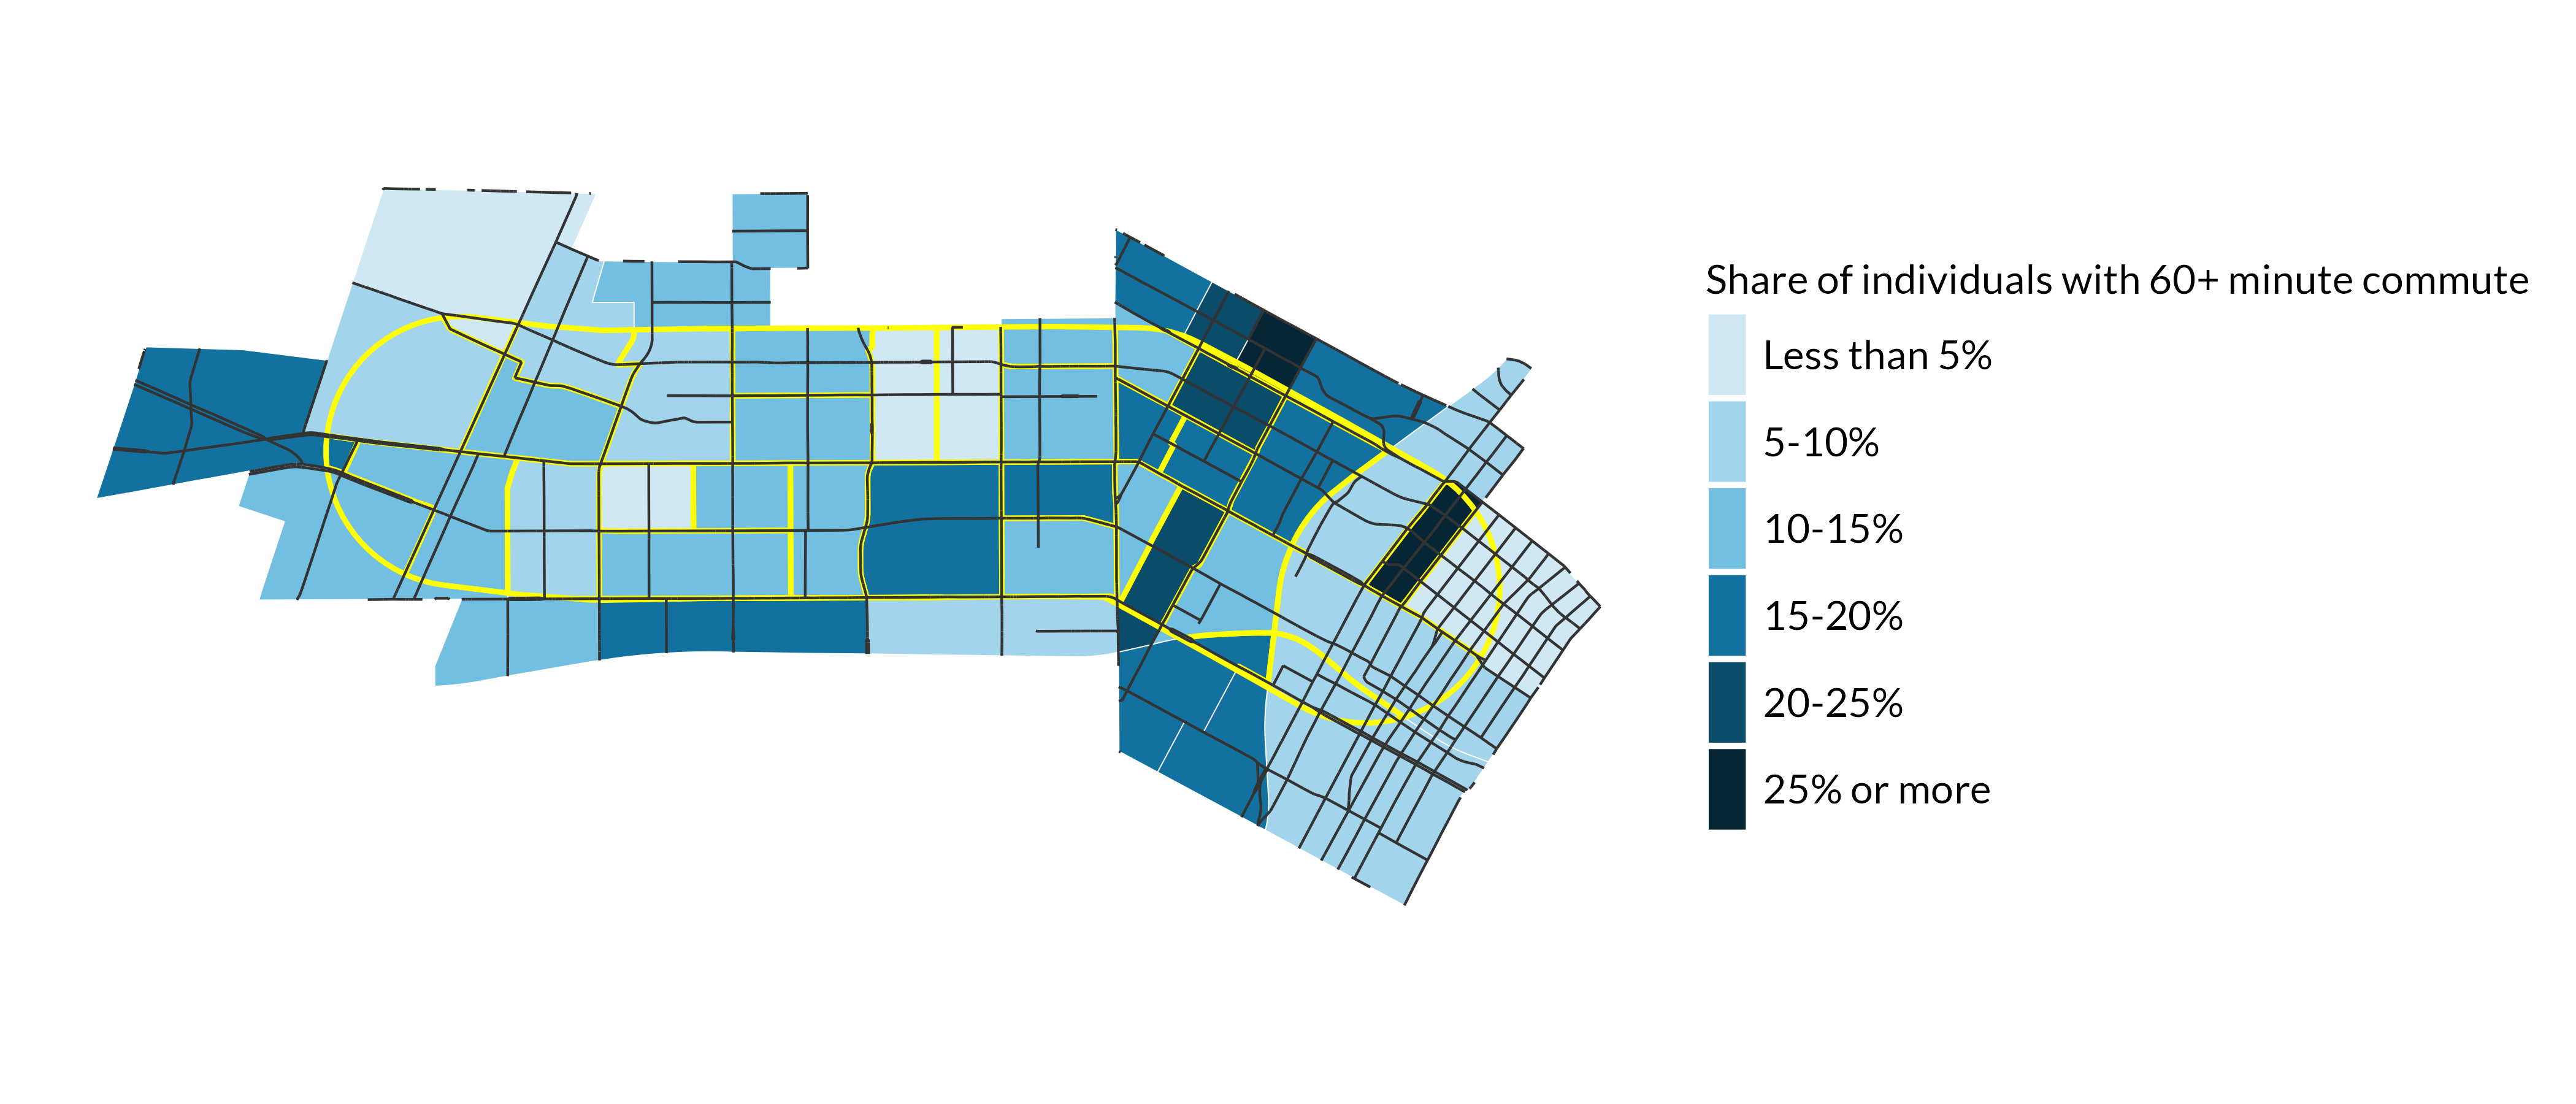 Share of individuals with 60+ minute commute
Less than 5%
5-10%
10-15%
15-20%
20-25%
25% or more